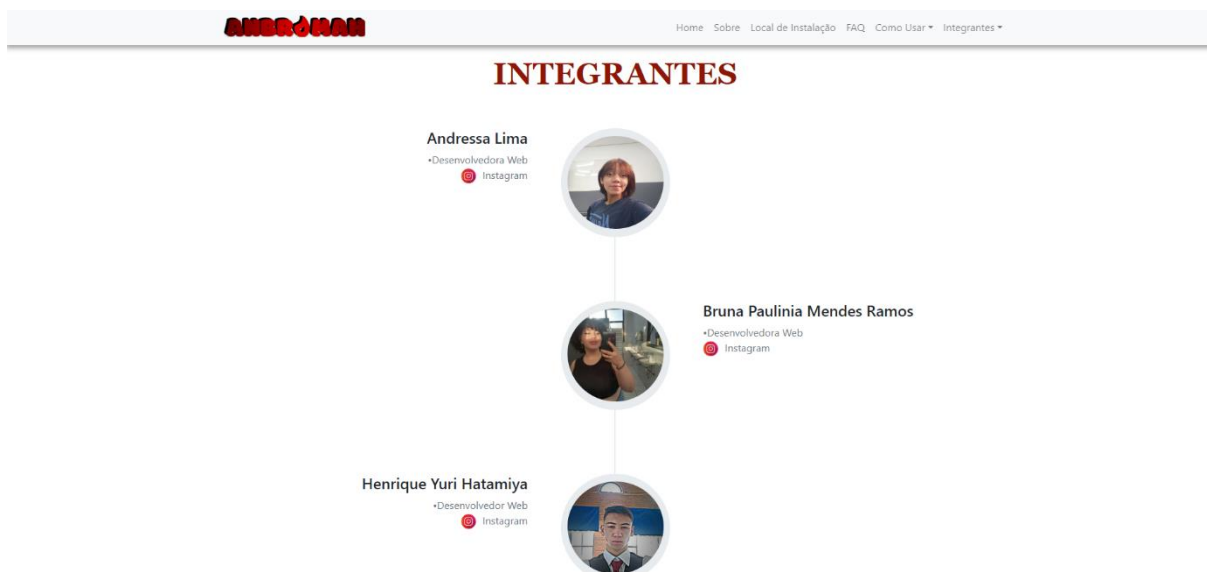 Home Sobre Local de Instalação FAQ Como Usar Integrantes
INTEGRANTES
Andressa Lima
•Desenvolvedora Web
Instagram
Bruna Paulinia Mendes Ramos
•Desenvolvedora Web
Instagram
Henrique Yuri Hatamiya
•Desenvolvedor Web
Instagram